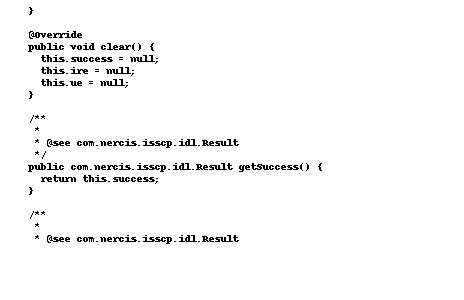 }

@Override
public void clear() {
  this.success = null;
  this.ire = null;
  this.ue = null;
}

/**
 *
 * @see com.nercis.isscp.idl.Result
 */
public com.nercis.isscp.idl.Result getSuccess() {
  return this.success;
}

/**
 *
 * @see com.nercis.isscp.idl.Result